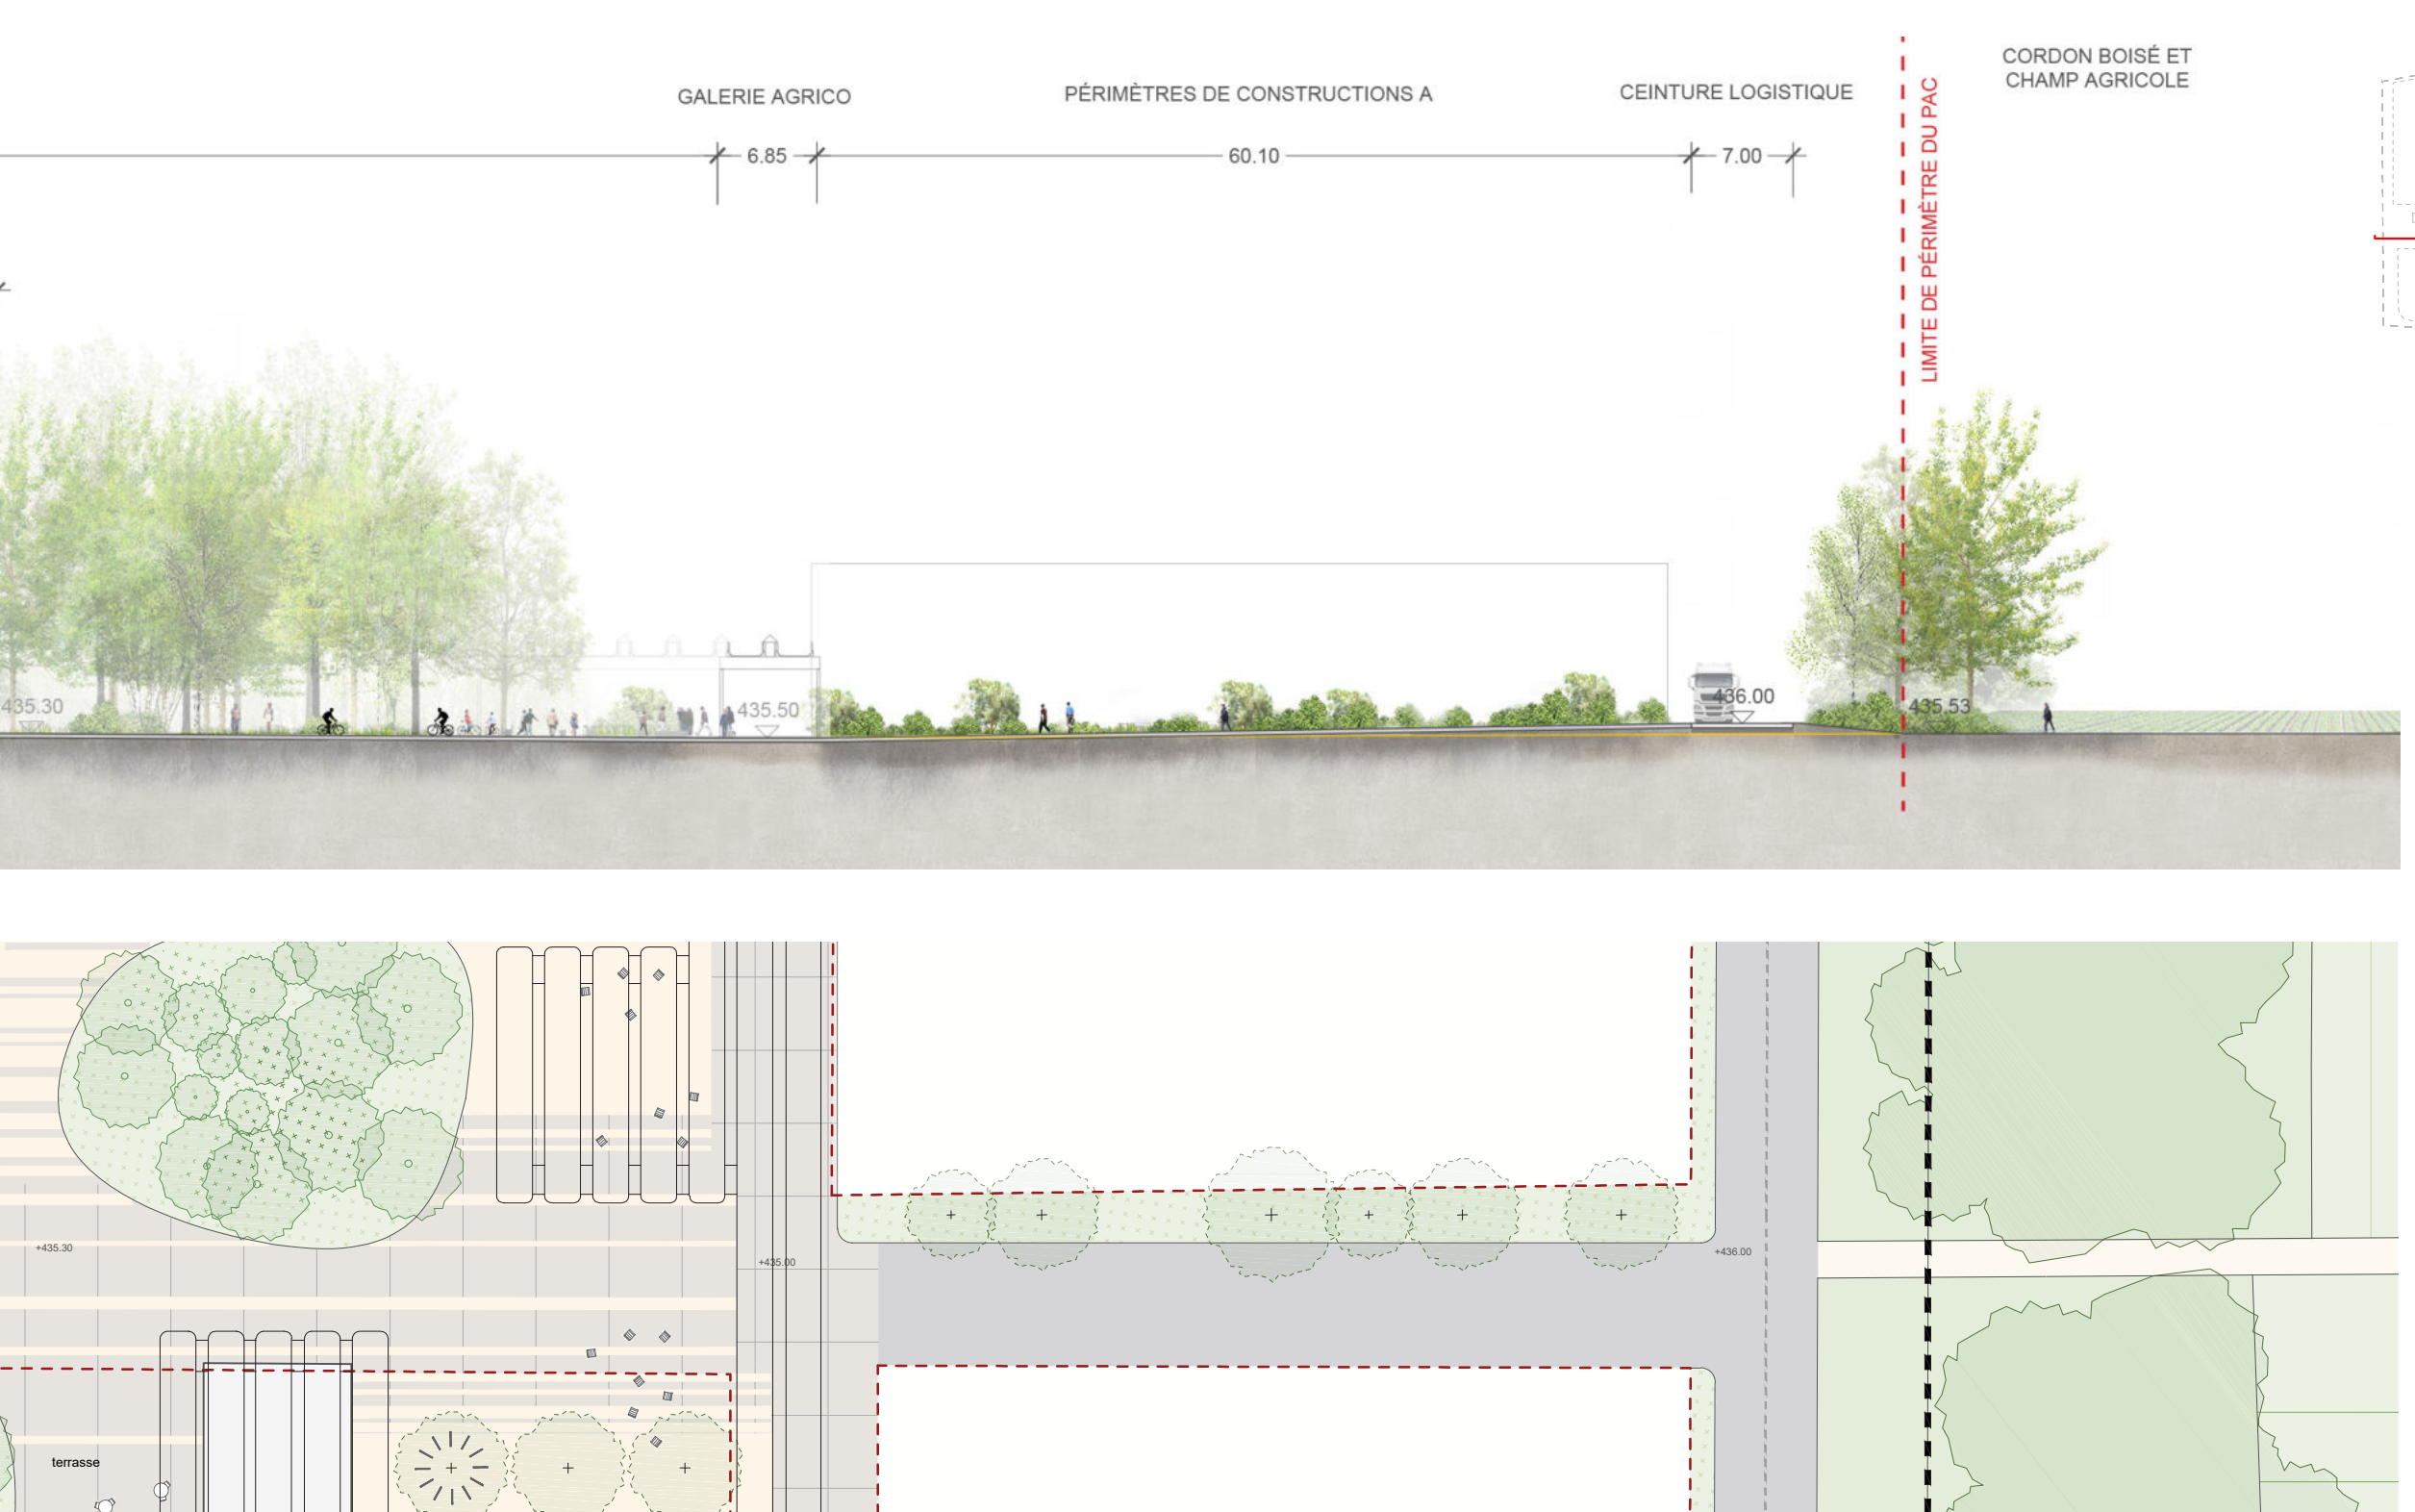 CORDON BOISÉ ET
CHAMP AGRICOLE
GALERIE AGRICO
PÉRIMÈTRES DE CONSTRUCTIONS A
CEINTURE LOGISTIQUE
LIMITE DE PÉRIMÈTRE DU PAC
6.85
60.10
7.00
435.30
435.50
436.00
435.53
+435.30
+435.00
+436.00
terrasse